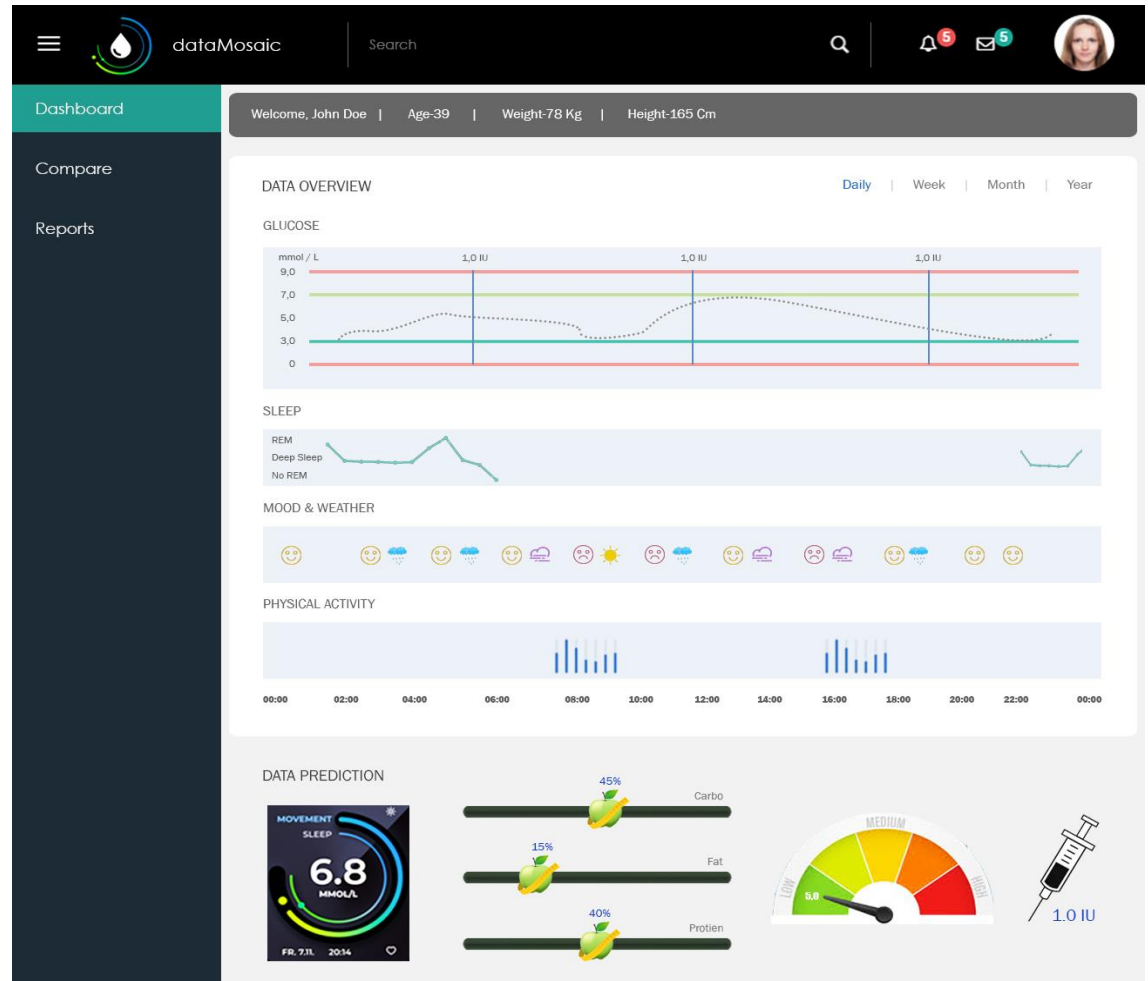 dataMosaic
Search
5
5
Dashboard
Compare
Reports
Welcome, John Doe | Age-39 | Weight-78 Kg | Height-165 Cm
DATA OVERVIEW
Daily | Week | Month | Year
GLUCOSE
mmol / L
1,0 IU 1,0 IU 1,0 IU
9,0
7,0
5,0
3,0
0
SLEEP
REM
Deep Sleep
No REM
MOOD & WEATHER
PHYSICAL ACTIVITY
00:00 02:00 04:00 06:00 08:00 10:00 12:00 14:00 16:00 18:00 20:00 22:00 00:00
DATA PREDICTION
MOVEMENT
SLEEP
6.8
MMOL/L
FR, 7.11. 20:14
45%
Carbo
15%
Fat
40%
Protien
LOW
MEDIUM
HIGH
5.0
1.0 IU